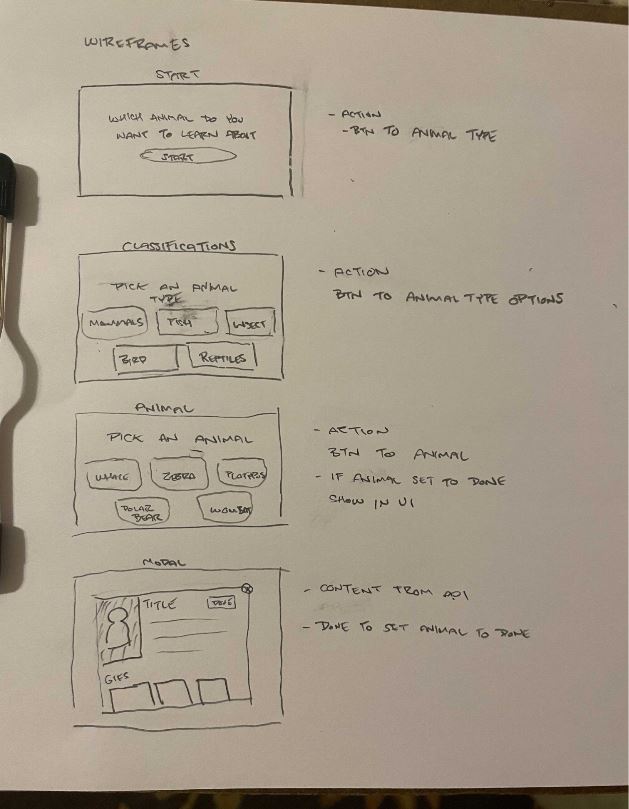 WIREFRAMES
START
WHICH ANIMAL DO YOU
WANT TO LEARN ABOUT
START
- ACTION
- BTN TO ANIMAL TYPE
CLASSIFICATIONS
PICK AN ANIMAL
TYPE
MAMMALS FISH INSECT
BIRD REPTILES
- ACTION
BTN TO ANIMAL TYPE OPTIONS
ANIMAL
PICK AN ANIMAL
WHALE ZEBRA PLATYPUS
POLAR
BEAR
WOMBAT
- ACTION
BTN TO ANIMAL
- IF ANIMAL SET TO DONE
SHOW IN UI
MODAL
X
TITLE DONE
GIFS
- CONTENT FROM API
- DONE TO SET ANIMAL TO DONE